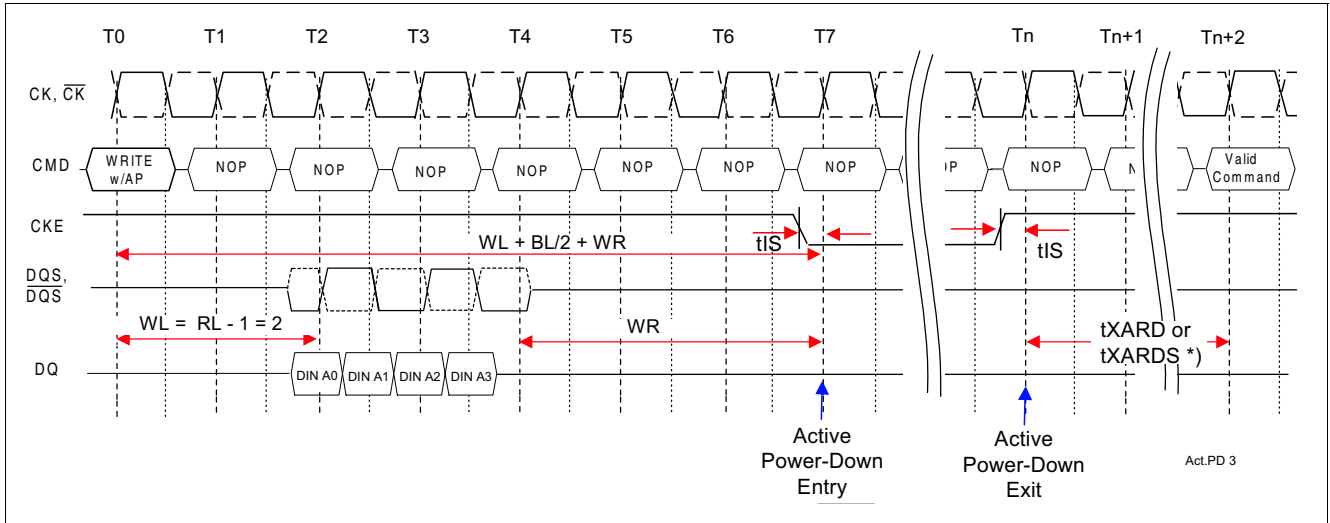 T0 T1 T2 T3 T4 T5 T6 T7 Tn Tn+1 Tn+2
CK, CK
CMD WRITE w/AP NOP NOP NOP NOP NOP NOP NOP OP NOP N Valid Command
CKE
WL + BL/2 + WR
tIS
tIS
DQS,
DQS
WL = RL - 1 = 2
WR
tXARD or
tXARDS *)
DQ DIN A0 DIN A1 DIN A2 DIN A3
Active
Power-Down
Entry
Active
Power-Down
Exit
Act.PD 3